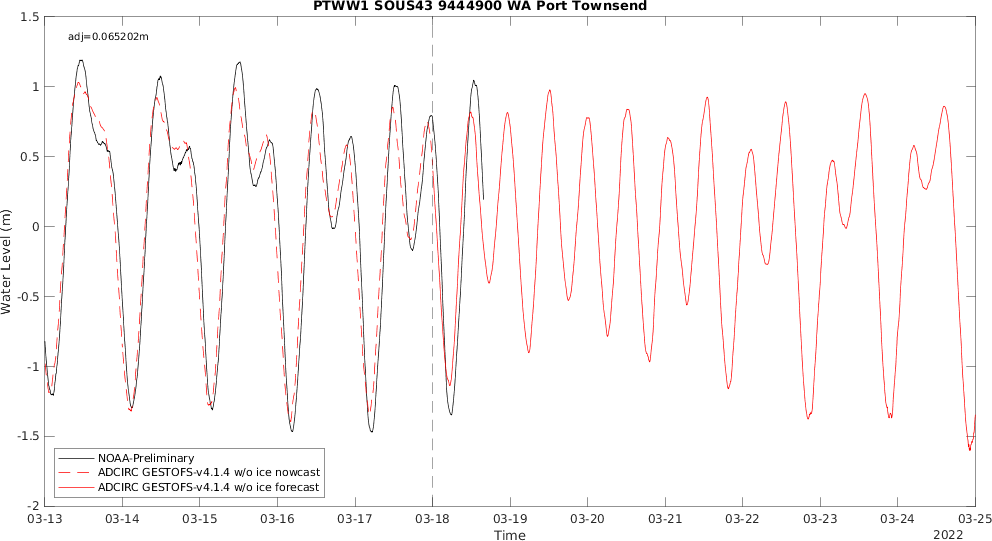 PTWW1 SOUS43 9444900 WA Port Townsend
adj=0.065202m
1.5
1
0.5
0
-0.5
-1
-1.5
-2
Water Level (m)
NOAA-Preliminary
ADCIRC GESTOFS-v4.1.4 w/o ice nowcast
ADCIRC GESTOFS-v4.1.4 w/o ice forecast
03-13 03-14 03-15 03-16 03-17 03-18 03-19 03-20 03-21 03-22 03-23 03-24 03-25
Time
2022